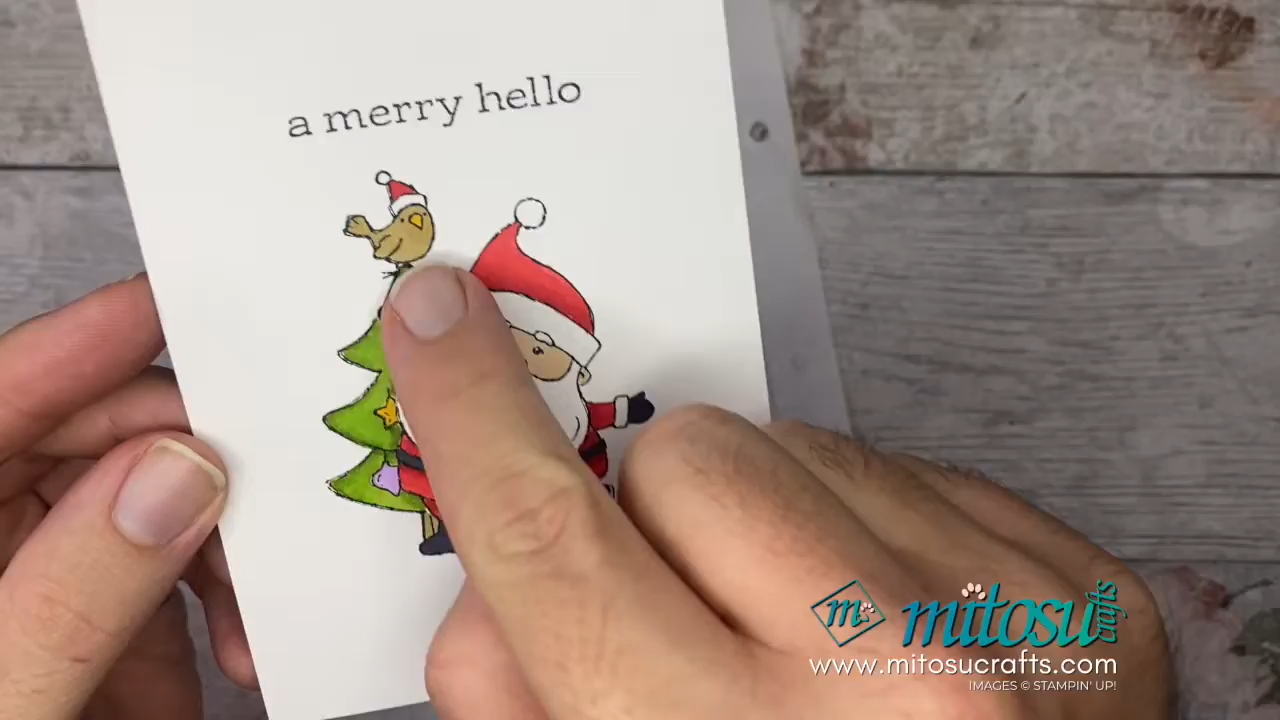 a merry hello
m
mitosu crafts
www.mitosucrafts.com
IMAGES © STAMPIN' UP!